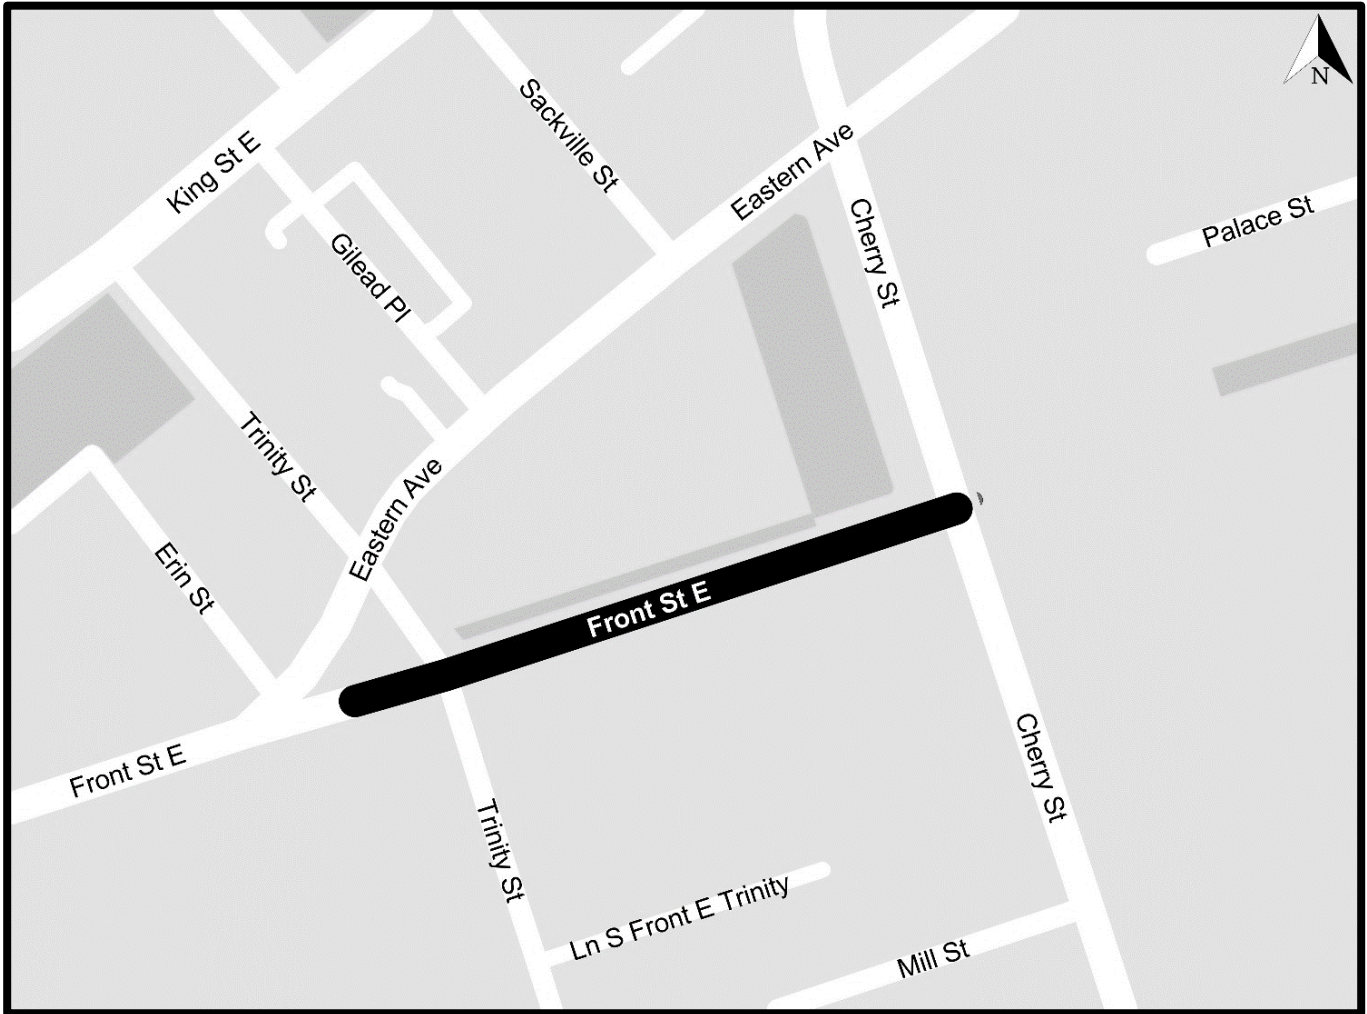 N
King St E
Sackville St
Eastern Ave
Cherry St
Palace St
Gilead Pl
Trinity St
Eastern Ave
Erin St
Front St E
Front St E
Cherry St
Trinity St
Ln S Front E Trinity
Mill St